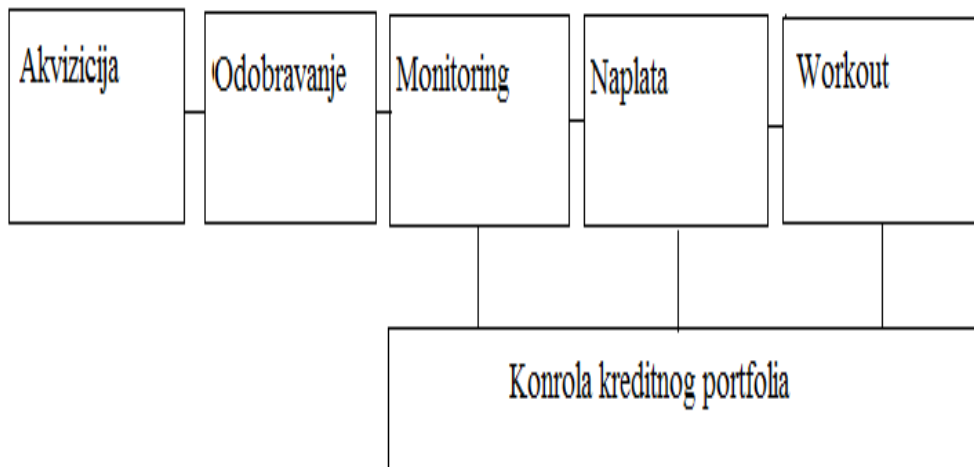 Akvizicija
Odobravanje
Monitoring
Naplata
Workout
Konrola kreditnog portfolia